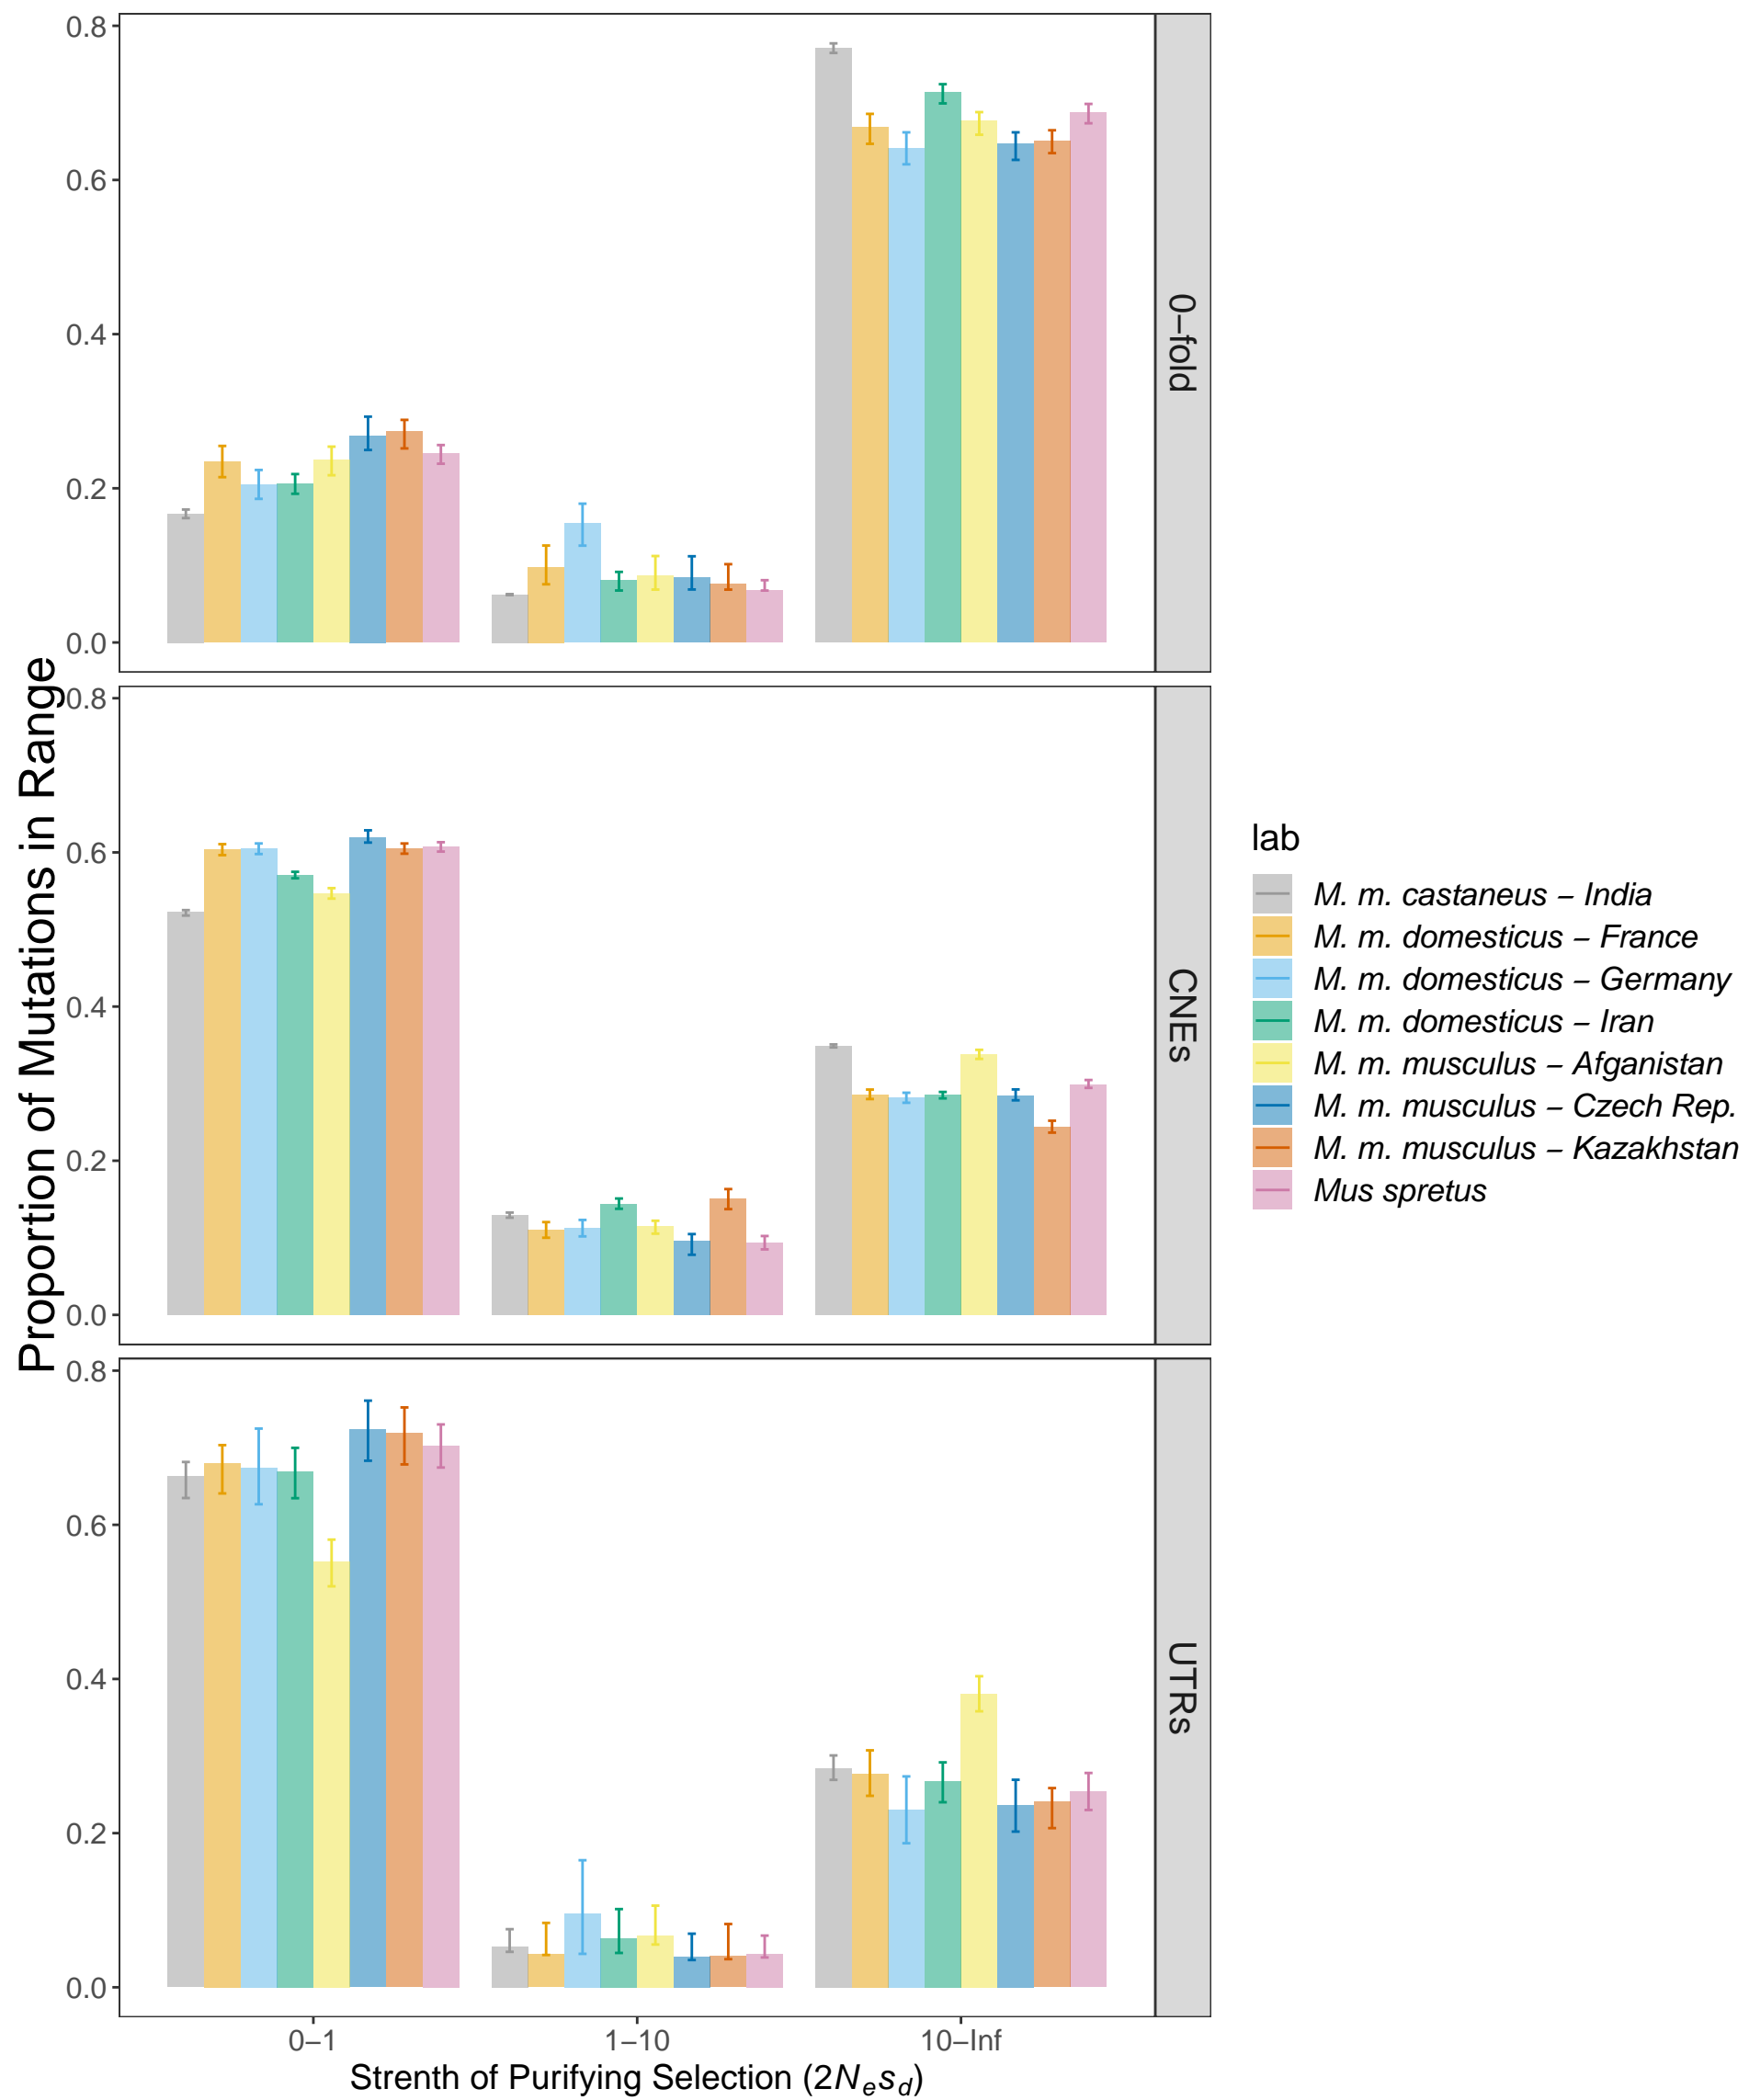 Proportion of Mutations in Range
0.8
0.6
0.4
0.2
0.0
0–fold
0.8
0.6
0.4
0.2
0.0
CNEs
0.8
0.6
0.4
0.2
0.0
UTRs
0–1
1–10
10–Inf
Strenth of Purifying Selection (2Nesd)
lab
M. m. castaneus – India
M. m. domesticus – France
M. m. domesticus – Germany
M. m. domesticus – Iran
M. m. musculus – Afganistan
M. m. musculus – Czech Rep.
M. m. musculus – Kazakhstan
Mus spretus